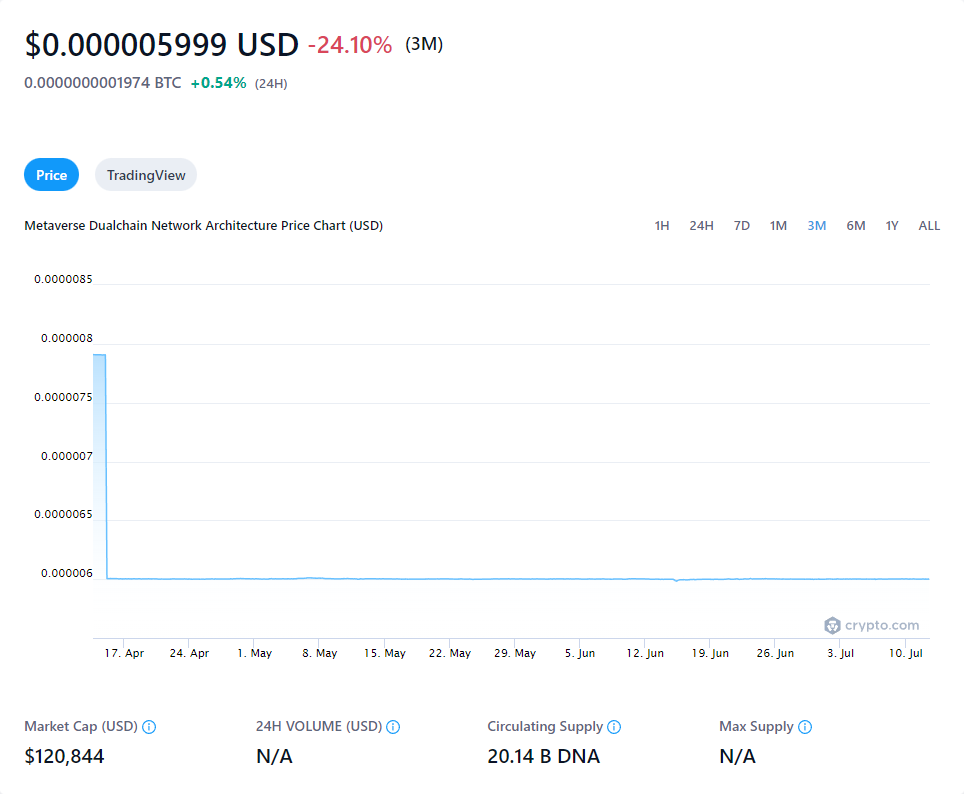 $0.000005999 USD -24.10% (3M)
0.0000000001974 BTC +0.54% (24H)
Price TradingView
Metaverse Dualchain Network Architecture Price Chart (USD) 1H 24H 7D 1M 3M 6M 1Y ALL
0.0000085
0.000008
0.0000075
0.000007
0.0000065
0.000006
crypto.com
17. Apr 24. Apr 1. May 8. May 15. May 22. May 29. May 5. Jun 12. Jun 19. Jun 26. Jun 3. Jul 10. Jul
Market Cap (USD) 24H VOLUME (USD) Circulating Supply Max Supply
$120,844 N/A 20.14 B DNA N/A